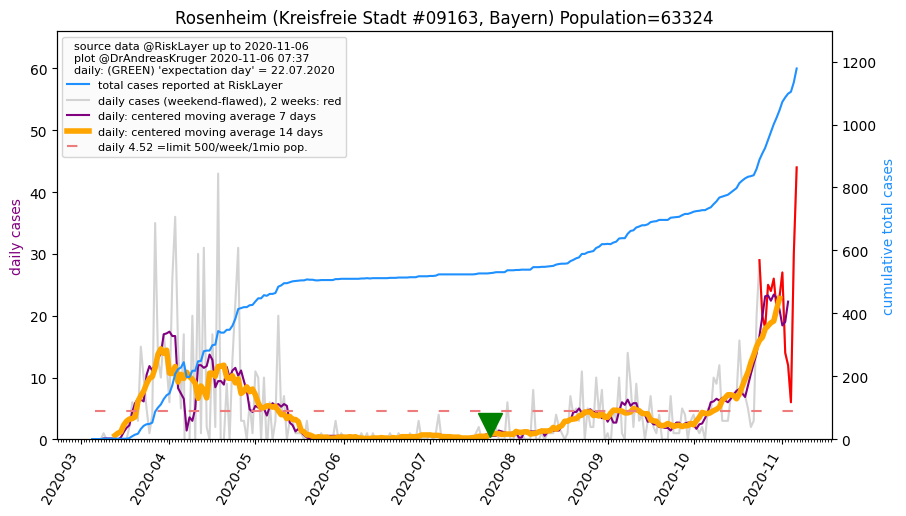 Rosenheim (Kreisfreie Stadt #09163, Bayern) Population=63324
source data @RiskLayer up to 2020-11-06
plot @DrAndreasKruger 2020-11-06 07:37
daily: (GREEN) 'expectation day' = 22.07.2020
total cases reported at RiskLayer
daily cases (weekend-flawed), 2 weeks: red
daily: centered moving average 7 days
daily: centered moving average 14 days
daily 4.52 =limit 500/week/1mio pop.
daily cases
60
50
40
30
20
10
0
cumulative total cases
1200
1000
800
600
400
200
0
2020-03
2020-04
2020-05
2020-06
2020-07
2020-08
2020-09
2020-10
2020-11